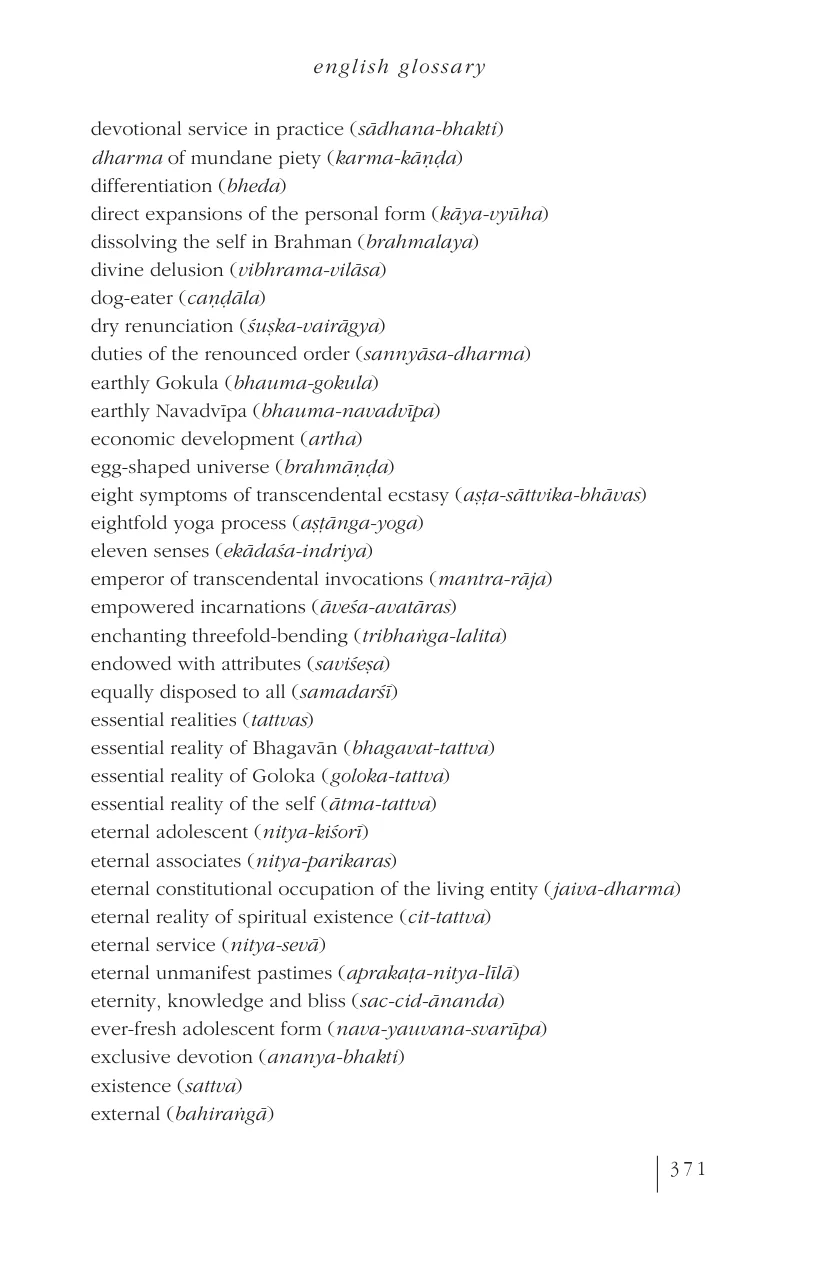 english glossary
devotional service in practice (sādhana-bhakti)
dharma of mundane piety (karma-kāṇḍa)
differentiation (bheda)
direct expansions of the personal form (kāya-vyūha)
dissolving the self in Brahman (brahmalaya)
divine delusion (vibhrama-vilāsa)
dog-eater (caṇḍāla)
dry renunciation (śuṣka-vairāgya)
duties of the renounced order (sannyāsa-dharma)
earthly Gokula (bhauma-gokula)
earthly Navadvīpa (bhauma-navadvīpa)
economic development (artha)
egg-shaped universe (brahmāṇḍa)
eight symptoms of transcendental ecstasy (aṣṭa-sāttvika-bhāvas)
eightfold yoga process (aṣṭānga-yoga)
eleven senses (ekādaśa-indriya)
emperor of transcendental invocations (mantra-rāja)
empowered incarnations (āveśa-avatāras)
enchanting threefold-bending (tribhaṅga-lalita)
endowed with attributes (saviśeṣa)
equally disposed to all (samadarśī)
essential realities (tattvas)
essential reality of Bhagavān (bhagavat-tattva)
essential reality of Goloka (goloka-tattva)
essential reality of the self (ātma-tattva)
eternal adolescent (nitya-kiśorī)
eternal associates (nitya-parikaras)
eternal constitutional occupation of the living entity (jaiva-dharma)
eternal reality of spiritual existence (cit-tattva)
eternal service (nitya-sevā)
eternal unmanifest pastimes (aprakaṭa-nitya-līlā)
eternity, knowledge and bliss (sac-cid-ānanda)
ever-fresh adolescent form (nava-yauvana-svarūpa)
exclusive devotion (ananya-bhakti)
existence (sattva)
external (bahiraṅgā)
371